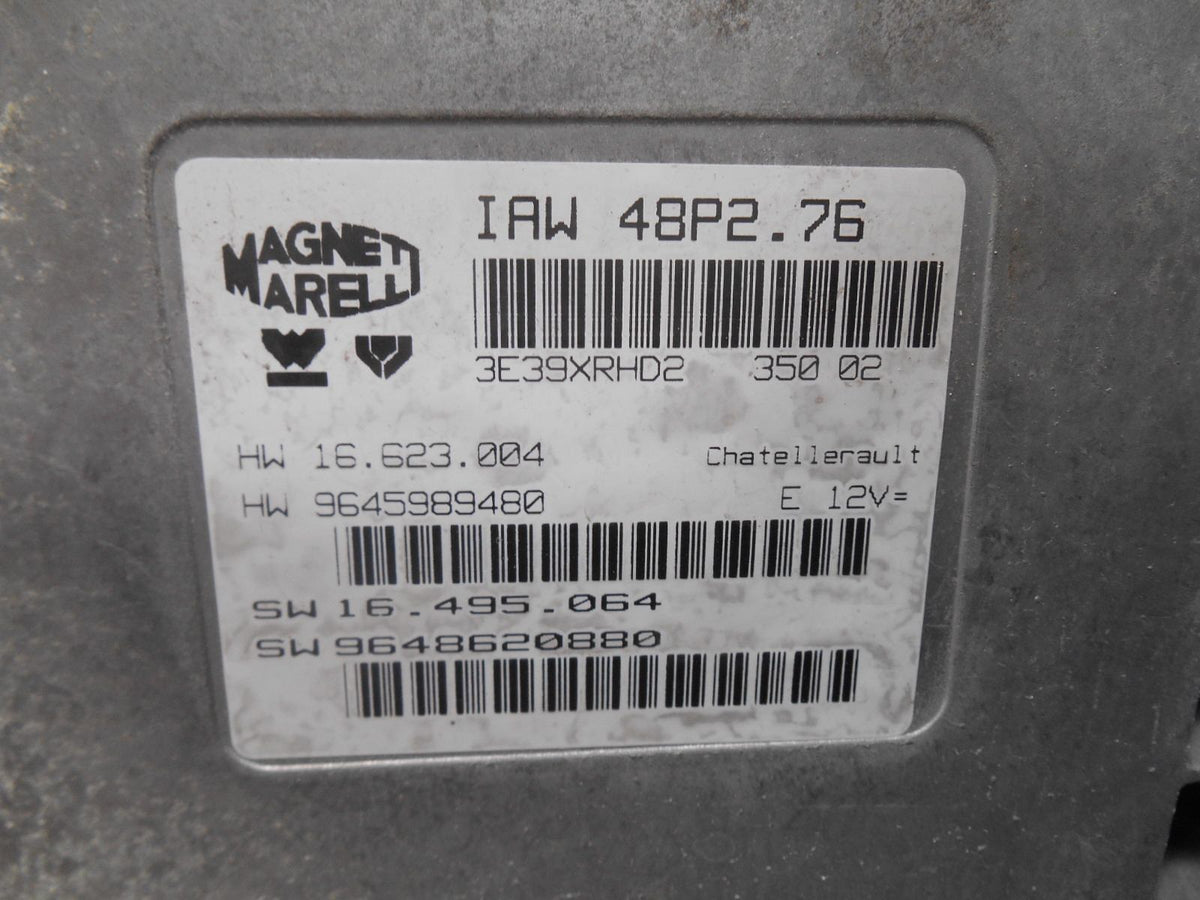 MAGNETI
MARELLI
IAW 48P2.76
3E39XRHD2 350 02
HW 16.623.004 Chatellerault
HW 9645989480 E 12V=
SW 16.495.064
SW 9648620880